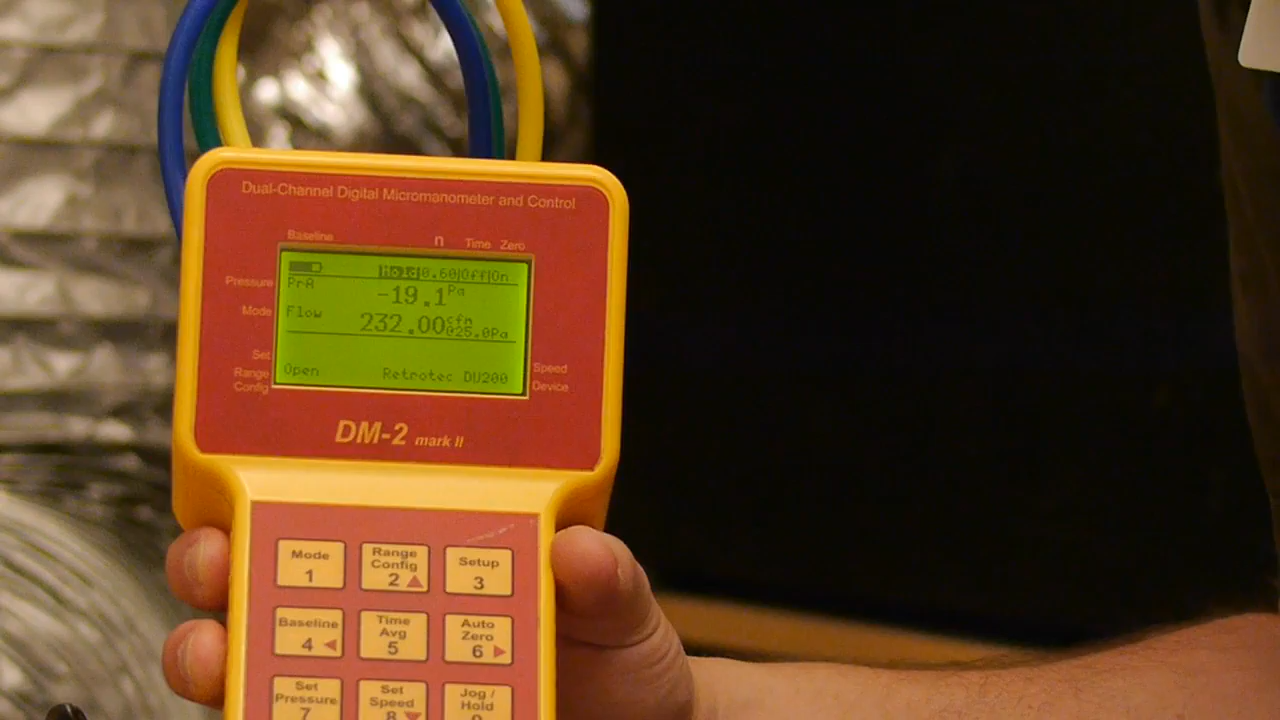 Dual-Channel Digital Micromanometer and Control
Baseline n Time Zero
Hold|0.60|Off|On
Pressure PrA -19.1 Pa
Mode Flow 232.00 cfm @25.0Pa
Set Speed
Range Config Open Retrotec DU200 Device
DM-2 mark II
Mode 1
Range Config 2
Setup 3
Baseline 4
Time Avg 5
Auto Zero 6
Set Pressure 7
Set Speed 8
Jog / Hold 9